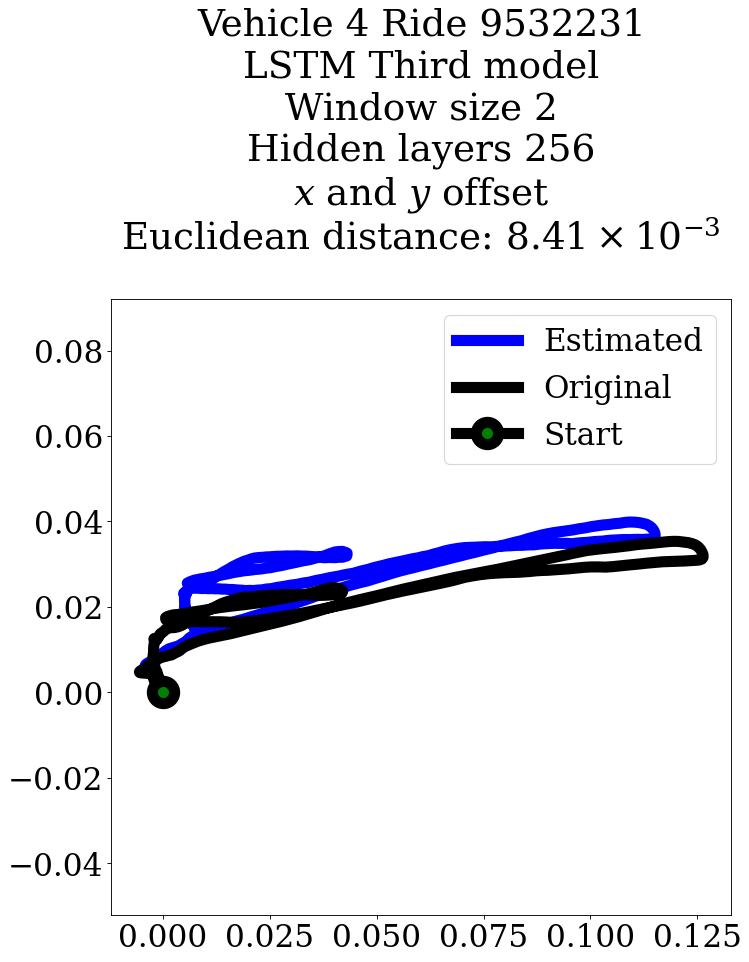 Vehicle 4 Ride 9532231
LSTM Third model
Window size 2
Hidden layers 256
x and y offset
Euclidean distance: 8.41 × 10⁻³
Estimated
Original
Start
0.08
0.06
0.04
0.02
0.00
−0.02
−0.04
0.000 0.025 0.050 0.075 0.100 0.125